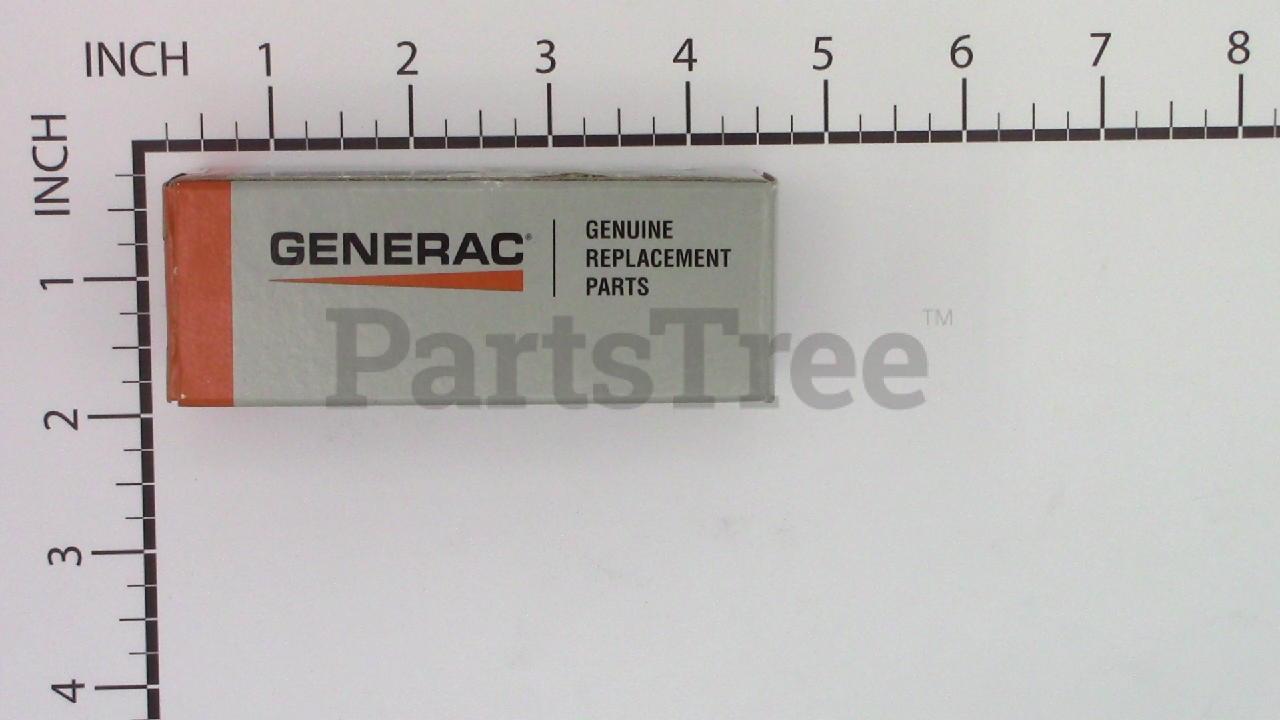 INCH 1 2 3 4 5 6 7 8
INCH
1
2
3
4
GENERAC®
GENUINE
REPLACEMENT
PARTS
PartsTree™